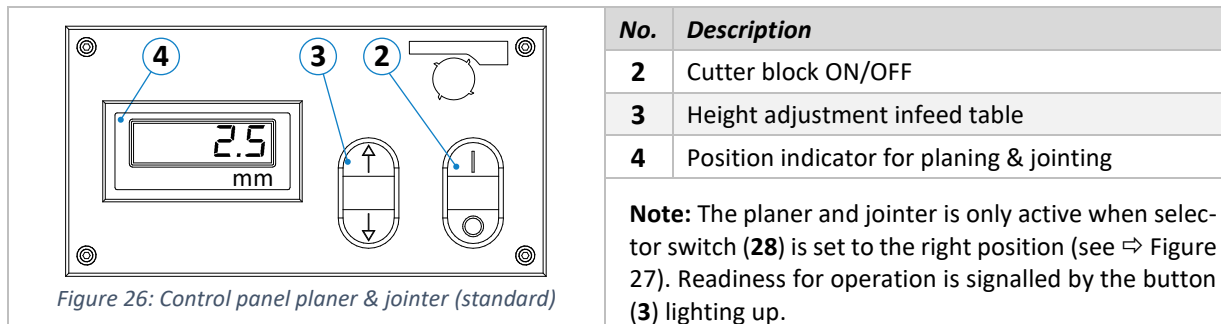 4
3
2
2.5
mm
Figure 26: Control panel planer & jointer (standard)
No. Description
2 Cutter block ON/OFF
3 Height adjustment infeed table
4 Position indicator for planing & jointing
Note: The planer and jointer is only active when selec-
tor switch (28) is set to the right position (see ⇨ Figure
27). Readiness for operation is signalled by the button
(3) lighting up.